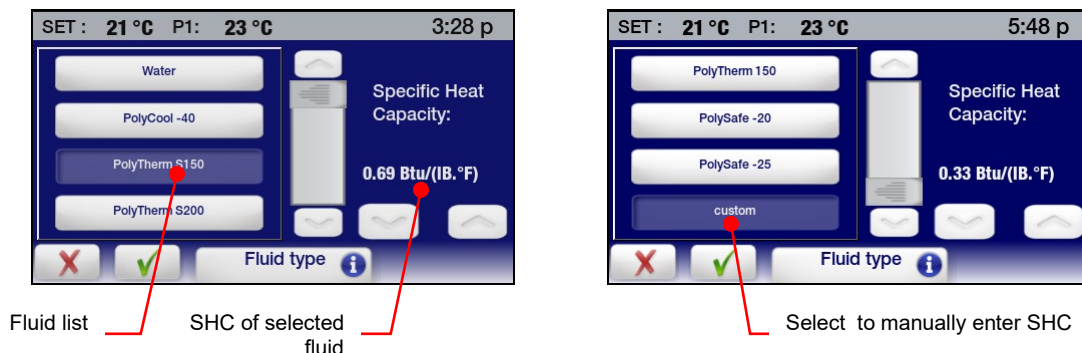 SET : 21 °C P1: 23 °C 3:28 p
Water
PolyCool -40
PolyTherm S150
PolyTherm S200
Specific Heat
Capacity:
0.69 Btu/(IB.°F)
Fluid type
Fluid list
SHC of selected
fluid
SET : 21 °C P1: 23 °C 5:48 p
PolyTherm 150
PolySafe -20
PolySafe -25
custom
Specific Heat
Capacity:
0.33 Btu/(IB.°F)
Fluid type
Select to manually enter SHC